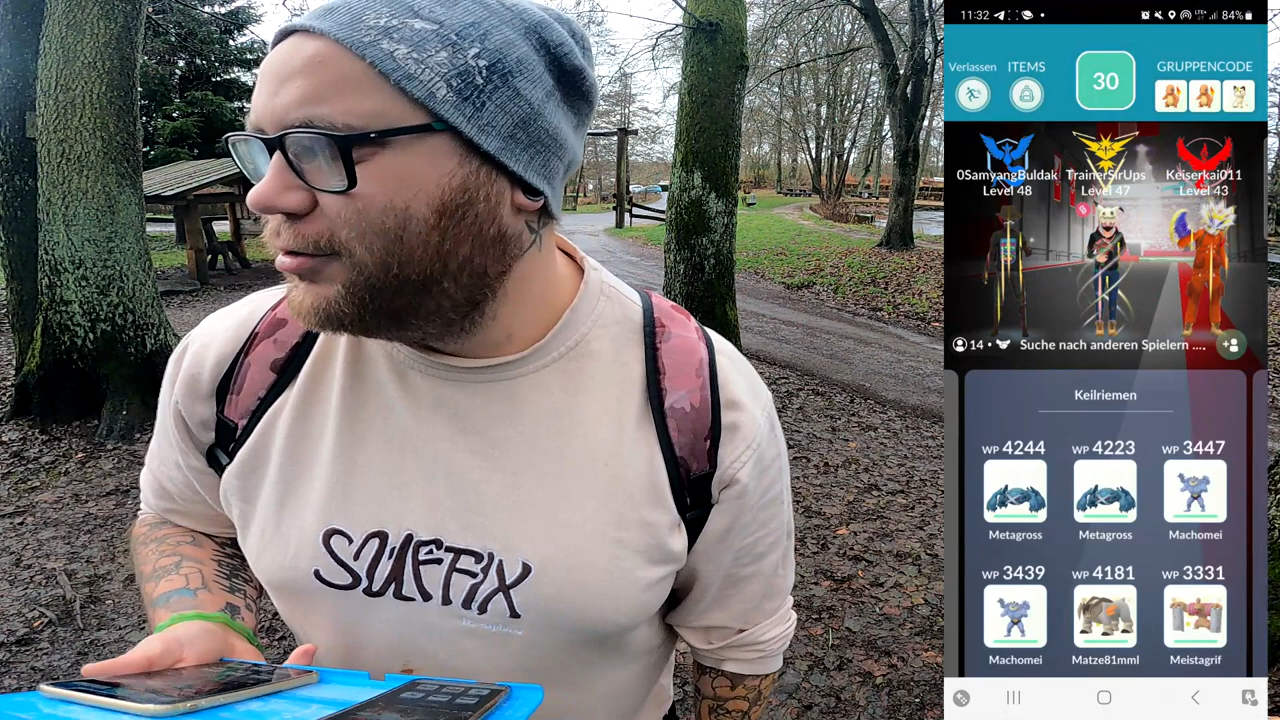 SUFFIX
11:32
LTE+
84%
Verlassen
ITEMS
30
GRUPPENCODE
0SamyangBuldak
Level 48
TrainerSirUps
Level 47
Keiserkai011
Level 43
14 • Suche nach anderen Spielern ....
Keilriemen
WP 4244
WP 4223
WP 3447
Metagross
Metagross
Machomei
WP 3439
WP 4181
WP 3331
Machomei
Matze81mml
Meistagrif